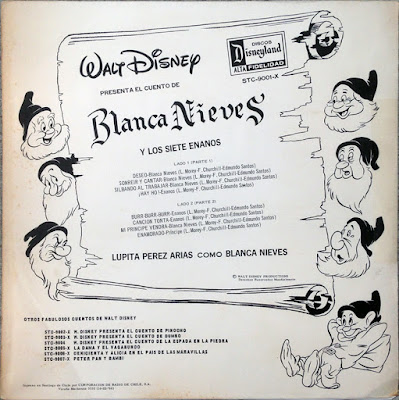 WALT DISNEY
PRESENTA EL CUENTO DE
DISCOS
Disneyland
ALTA FIDELIDAD
STC-9001-X
Blanca Nieves
Y LOS SIETE ENANOS
LADO 1 (PARTE 1)
DESEO-Blanca Nieves (L. Morey-F. Churchill-Edmundo Santos)
SONREIR Y CANTAR-Blanca Nieves (L. Morey-F. Churchill-Edmundo Santos)
SILBANDO AL TRABAJAR-Blanca Nieves (L. Morey-F. Churchill-Edmundo Santos)
¡HAY HO!-Enanos (L. Morey-F. Churchill-Edmundo Santos)
LADO 2 (PARTE 2)
BURR-BURR-BURR-Enanos (L. Morey-F. Churchill-Edmundo Santos)
CANCION TONTA-Enanos (L. Morey-F. Churchill-Edmundo Santos)
MI PRINCIPE VENDRA-Blanca Nieves (L. Morey-F. Churchill-Edmundo Santos)
ENAMORADO-Príncipe (L. Morey-F. Churchill-Edmundo Santos)
LUPITA PEREZ ARIAS COMO BLANCA NIEVES
© WALT DISNEY PRODUCTIONS
OTROS FABULOSOS CUENTOS DE WALT DISNEY
STC-9002-X W. DISNEY PRESENTA EL CUENTO DE PINOCHO
STC-9003-X W. DISNEY PRESENTA EL CUENTO DE DUMBO
STC-9004-X W. DISNEY PRESENTA EL CUENTO DE LA ESPADA EN LA PIEDRA
STC-9005-X LA DAMA Y EL VAGABUNDO
STC-9006-X CENICIENTA Y ALICIA EN EL PAIS DE LAS MARAVILLAS
STC-9007-X PETER PAN Y BAMBI
CORPORACION DE RADIO DE CHILE, S.A.